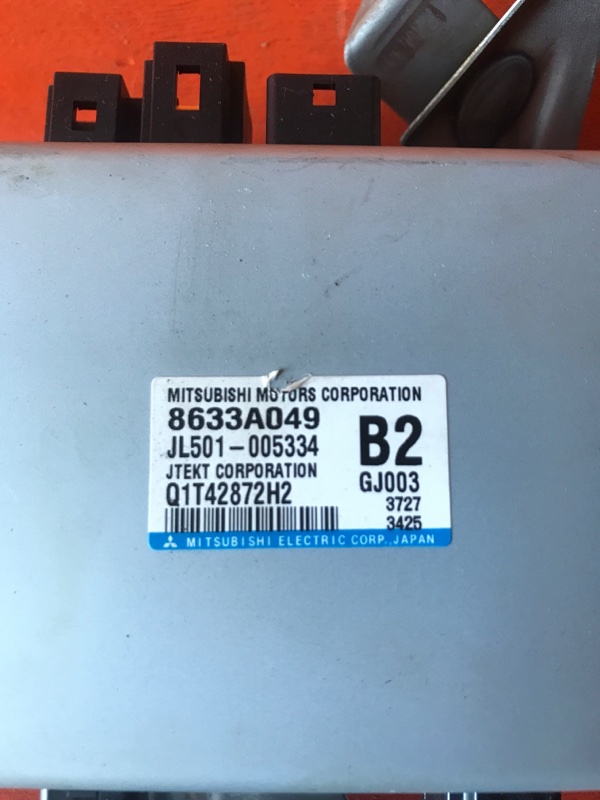 MITSUBISHI MOTORS CORPORATION
8633A049
JL501-005334
B2
JTEKT CORPORATION
GJ003
Q1T42872H2
3727
3425
MITSUBISHI ELECTRIC CORP., JAPAN